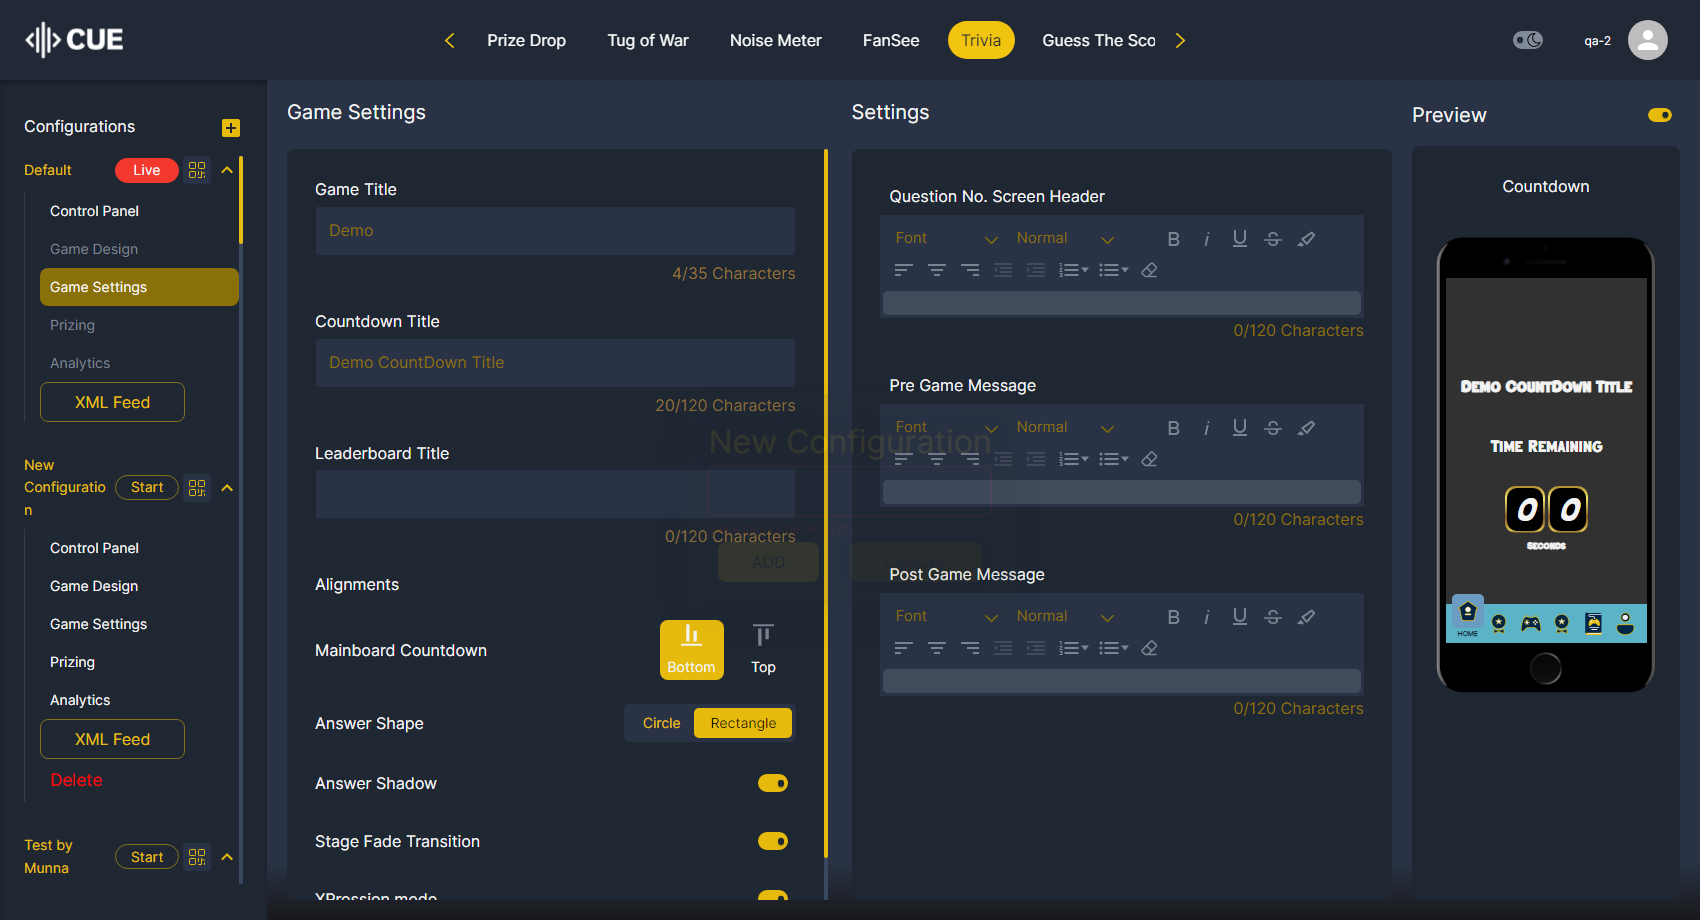 CUE
Prize Drop
Tug of War
Noise Meter
FanSee
Trivia
Guess The Sco
qa-2
Configurations
Default
Live
Control Panel
Game Design
Game Settings
Prizing
Analytics
XML Feed
New
Configuratio
n
Start
Control Panel
Game Design
Game Settings
Prizing
Analytics
XML Feed
Delete
Test by
Munna
Start
Game Settings
Game Title
Demo
4/35 Characters
Countdown Title
Demo CountDown Title
20/120 Characters
Leaderboard Title
0/120 Characters
Alignments
Mainboard Countdown
Bottom
Top
Answer Shape
Circle
Rectangle
Answer Shadow
Stage Fade Transition
XPression mode
New Configuration
ADD
CANCEL
Settings
Question No. Screen Header
Font
Normal
B
i
U
S
0/120 Characters
Pre Game Message
Font
Normal
B
i
U
S
0/120 Characters
Post Game Message
Font
Normal
B
i
U
S
0/120 Characters
Preview
Countdown
Demo CountDown Title
Time Remaining
0 0
Seconds
HOME